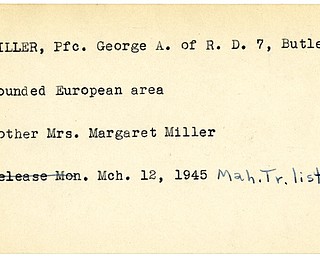 ILLER, Pfc. George A. of R. D. 7, Butle
ounded European area
other Mrs. Margaret Miller
elease Mon. Mch. 12, 1945 Mah. Tr. list